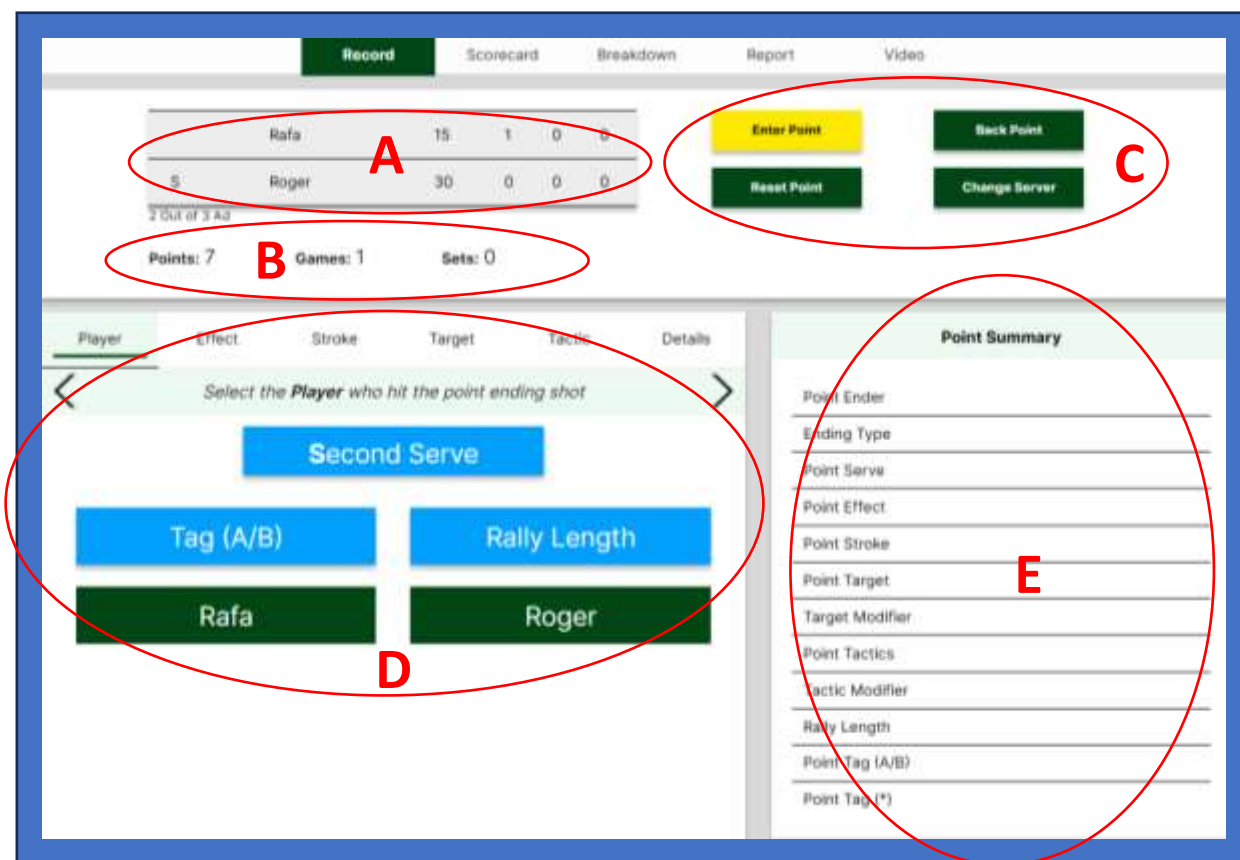 Record Scorecard Breakdown Report Video
Rafa 15 1 0 0
A
S Roger 30 0 0 0
2 Out of 3 Ad
Points: 7 Games: 1 Sets: 0
B
Enter Point Back Point
Reset Point Change Server
C
Player Effect Stroke Target Tactic Details
Select the Player who hit the point ending shot
Second Serve
Tag (A/B) Rally Length
Rafa Roger
D
Point Summary
Point Ender
Ending Type
Point Serve
Point Effect
Point Stroke
Point Target
Target Modifier
Point Tactics
Tactic Modifier
Rally Length
Point Tag (A/B)
Point Tag (*)
E